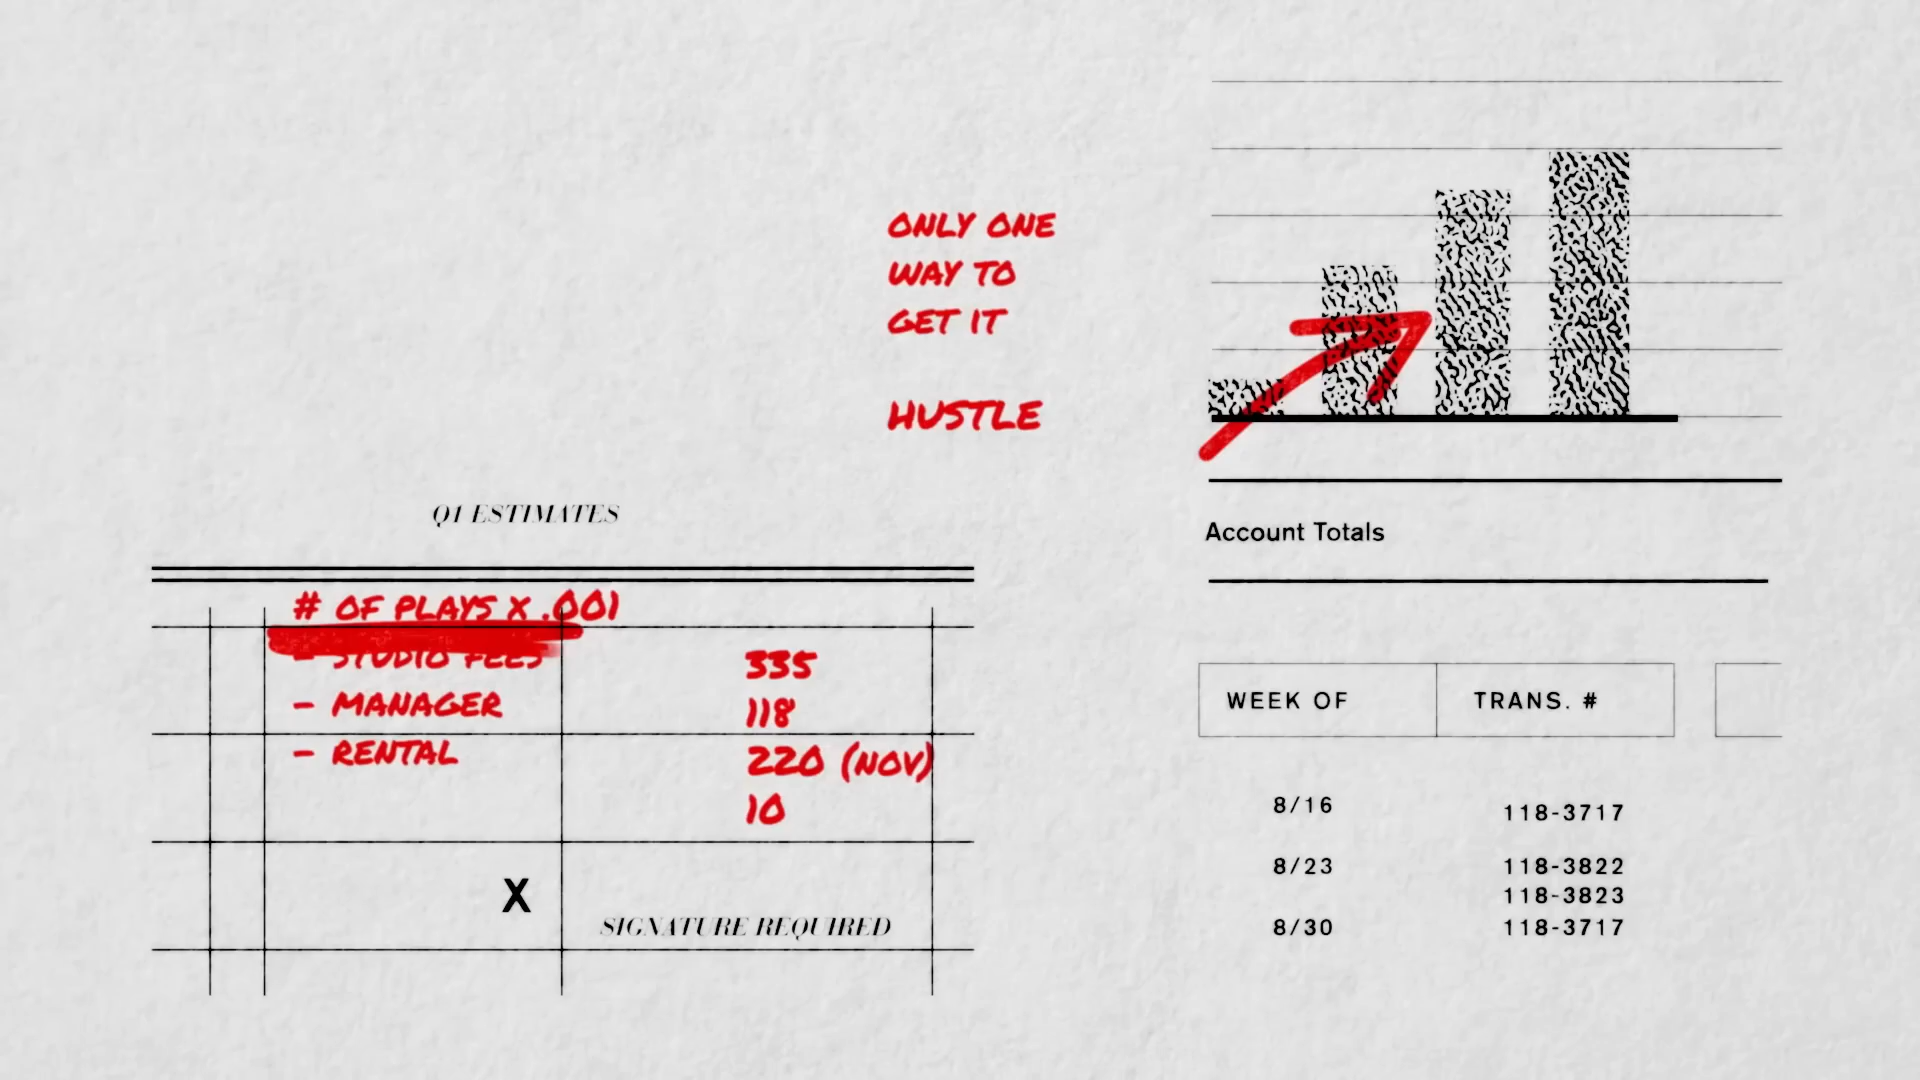 ONLY ONE
WAY TO
GET IT
HUSTLE
Q1 ESTIMATES
# OF PLAYS X .001
- STUDIO FEES
- MANAGER
- RENTAL
335
118
220 (NOV)
10
X
SIGNATURE REQUIRED
Account Totals
WEEK OF TRANS. #
8/16 118-3717
8/23 118-3822
118-3823
8/30 118-3717